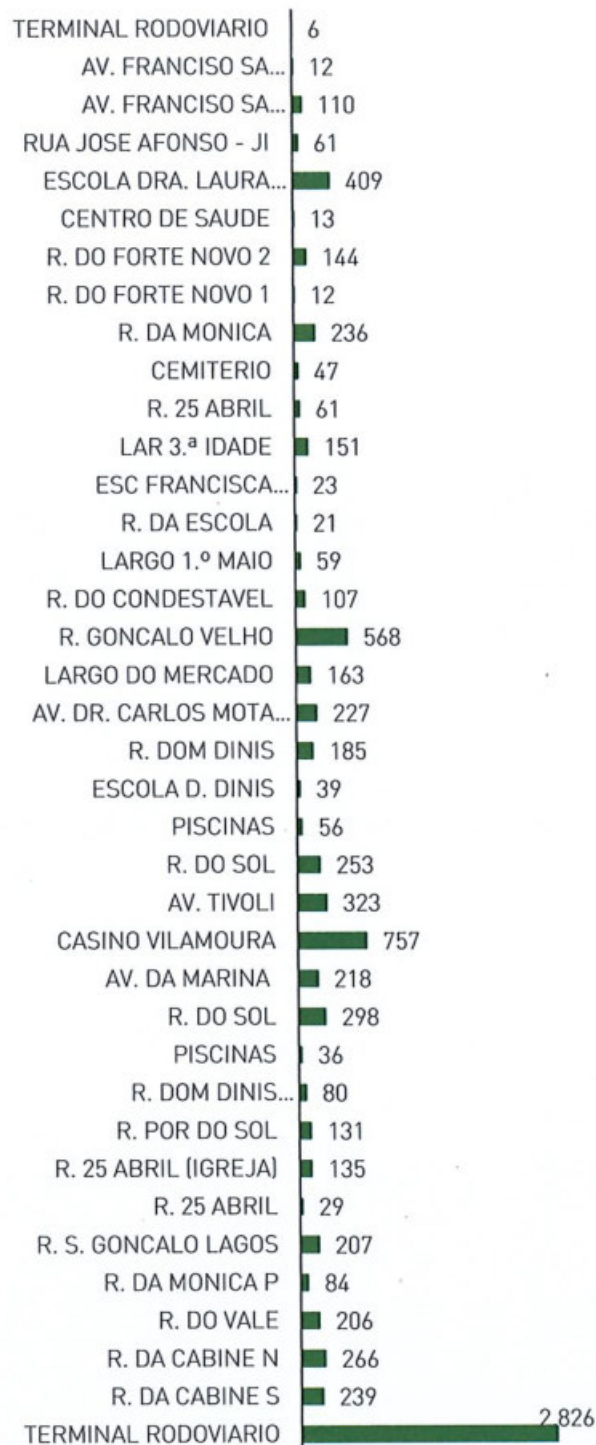 TERMINAL RODOVIARIO 6
AV. FRANCISO SA... 12
AV. FRANCISO SA... 110
RUA JOSE AFONSO - JI 61
ESCOLA DRA. LAURA... 409
CENTRO DE SAUDE 13
R. DO FORTE NOVO 2 144
R. DO FORTE NOVO 1 12
R. DA MONICA 236
CEMITERIO 47
R. 25 ABRIL 61
LAR 3.ª IDADE 151
ESC FRANCISCA... 23
R. DA ESCOLA 21
LARGO 1.º MAIO 59
R. DO CONDESTAVEL 107
R. GONCALO VELHO 568
LARGO DO MERCADO 163
AV. DR. CARLOS MOTA... 227
R. DOM DINIS 185
ESCOLA D. DINIS 39
PISCINAS 56
R. DO SOL 253
AV. TIVOLI 323
CASINO VILAMOURA 757
AV. DA MARINA 218
R. DO SOL 298
PISCINAS 36
R. DOM DINIS... 80
R. POR DO SOL 131
R. 25 ABRIL (IGREJA) 135
R. 25 ABRIL 29
R. S. GONCALO LAGOS 207
R. DA MONICA P 84
R. DO VALE 206
R. DA CABINE N 266
R. DA CABINE S 239
TERMINAL RODOVIARIO 2.826